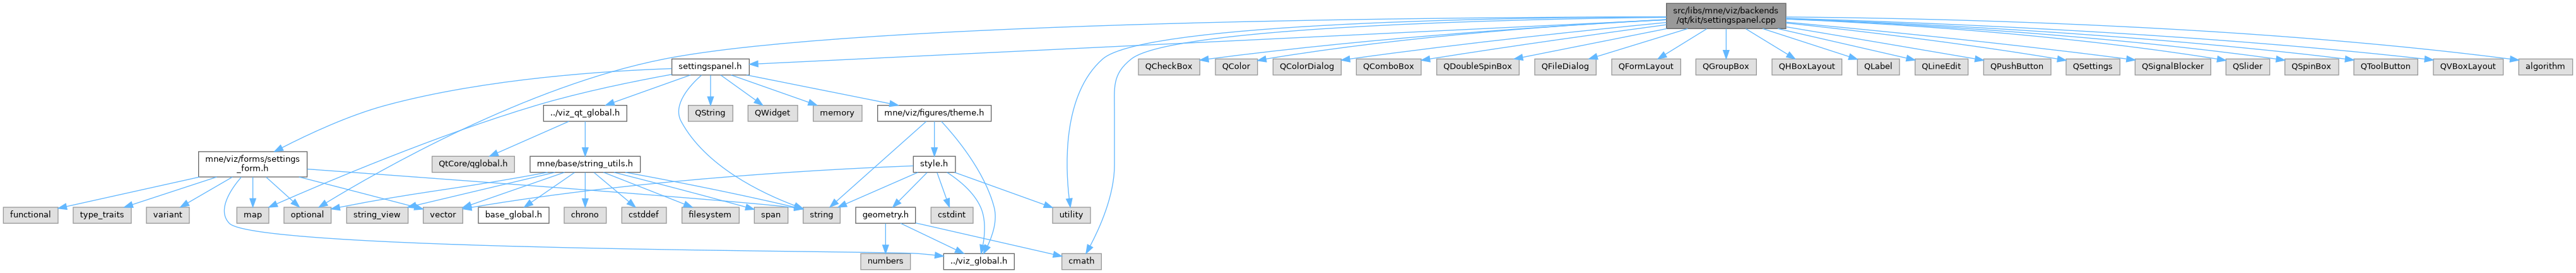 src/libs/mne/viz/backends
/qt/kit/settingspanel.cpp
settingspanel.h
QCheckBox
QColor
QColorDialog
QComboBox
QDoubleSpinBox
QFileDialog
QFormLayout
QGroupBox
QHBoxLayout
QLabel
QLineEdit
QPushButton
QSettings
QSignalBlocker
QSlider
QSpinBox
QToolButton
QVBoxLayout
algorithm
../viz_qt_global.h
QString
QWidget
memory
mne/viz/figures/theme.h
mne/viz/forms/settings
_form.h
QtCore/qglobal.h
mne/base/string_utils.h
style.h
functional
type_traits
variant
map
optional
string_view
vector
base_global.h
chrono
cstddef
filesystem
span
string
geometry.h
cstdint
utility
numbers
../viz_global.h
cmath